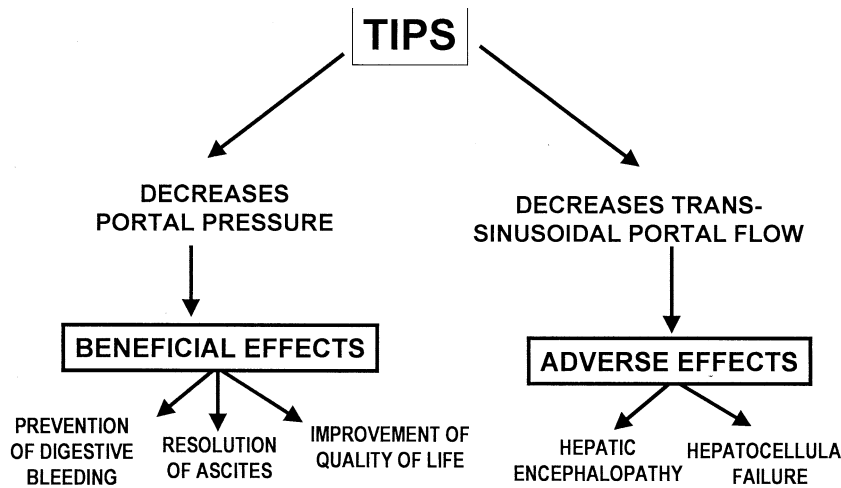 TIPS
DECREASES
PORTAL PRESSURE
DECREASES TRANS-
SINUSOIDAL PORTAL FLOW
BENEFICIAL EFFECTS
ADVERSE EFFECTS
PREVENTION
OF DIGESTIVE
BLEEDING
RESOLUTION
OF ASCITES
IMPROVEMENT OF
QUALITY OF LIFE
HEPATIC
ENCEPHALOPATHY
HEPATOCELLULA
FAILURE